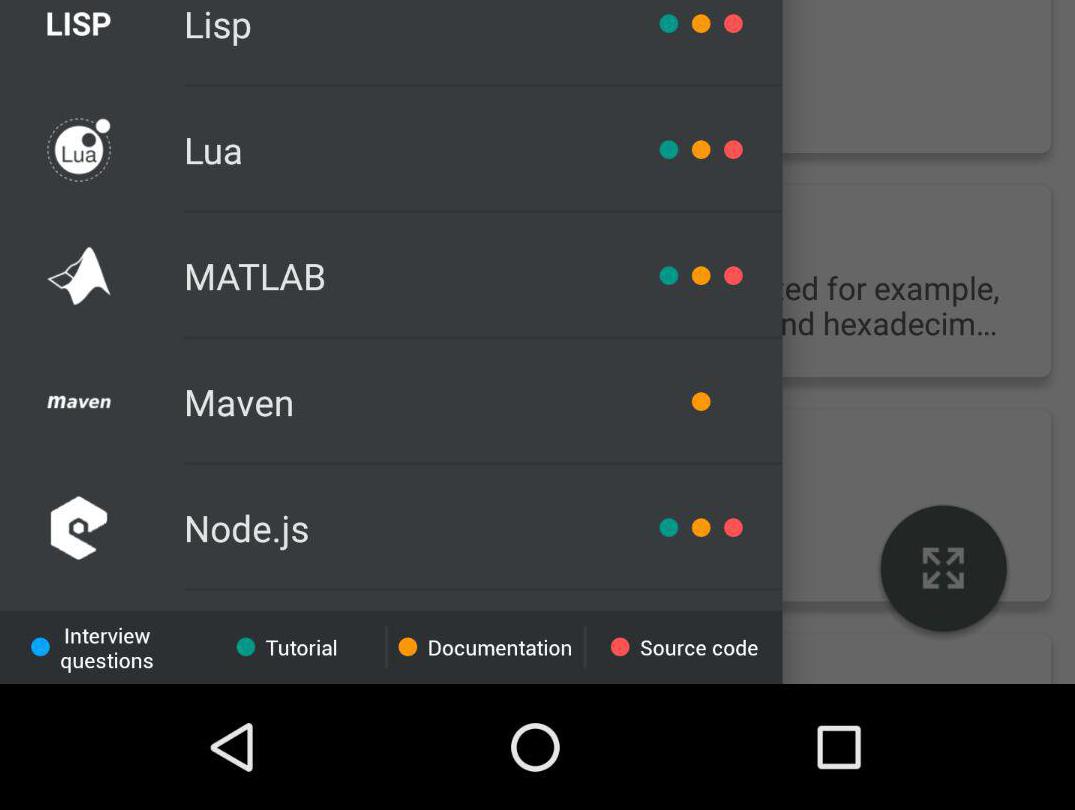 LISP Lisp
Lua Lua
MATLAB
ed for example,
nd hexadecim...
maven Maven
Node.js
Interview
questions
Tutorial
Documentation
Source code